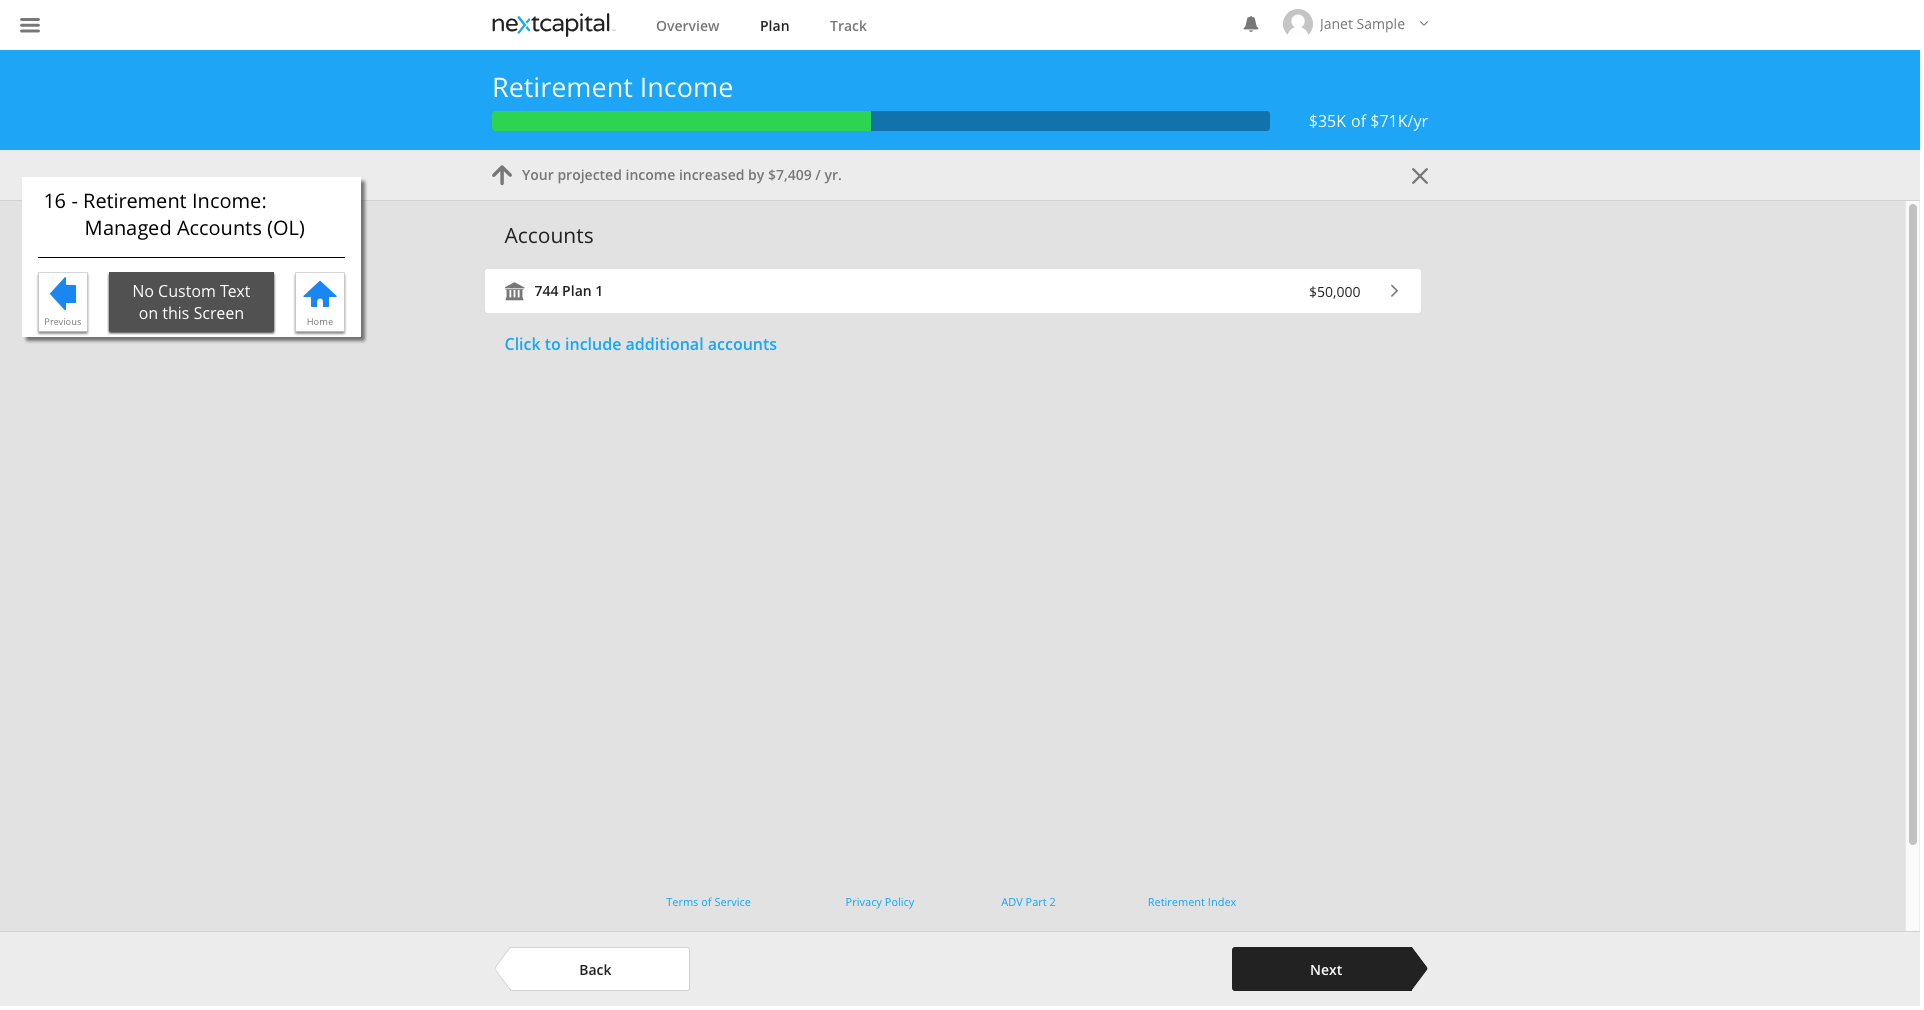 nextcapital
Overview
Plan
Track
Janet Sample
Retirement Income
$35K of $71K/yr
Your projected income increased by $7,409 / yr.
16 - Retirement Income:
Managed Accounts (OL)
Previous
No Custom Text
on this Screen
Home
Accounts
744 Plan 1
$50,000
Click to include additional accounts
Terms of Service
Privacy Policy
ADV Part 2
Retirement Index
Back
Next